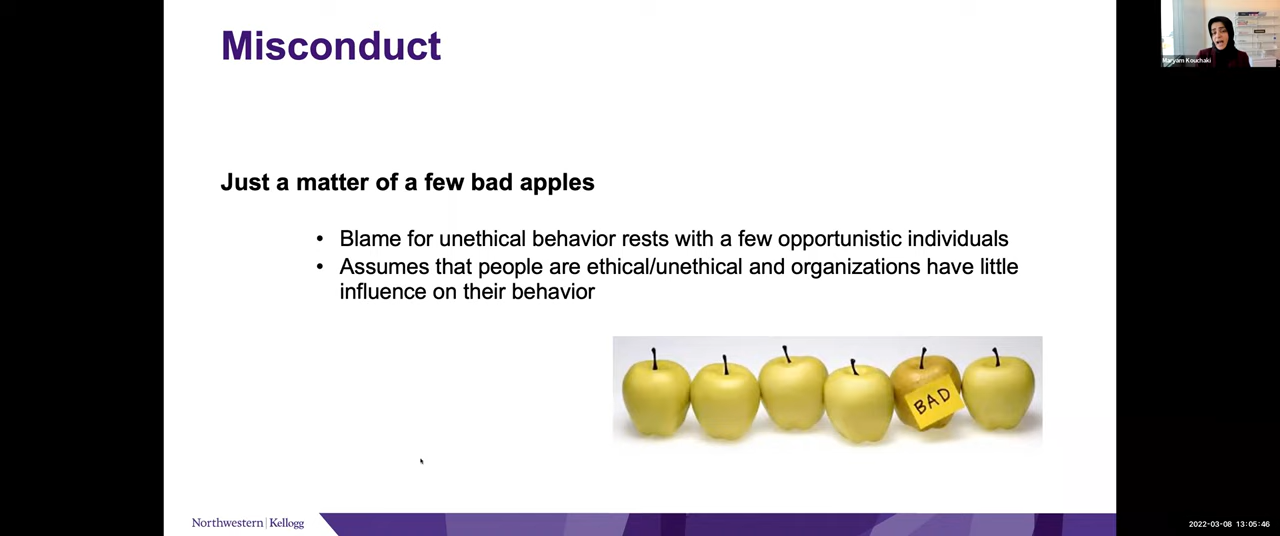 Misconduct
Maryam Kouchaki
Just a matter of a few bad apples
• Blame for unethical behavior rests with a few opportunistic individuals
• Assumes that people are ethical/unethical and organizations have little
influence on their behavior
BAD
Northwestern | Kellogg
2022-03-08 13:05:46